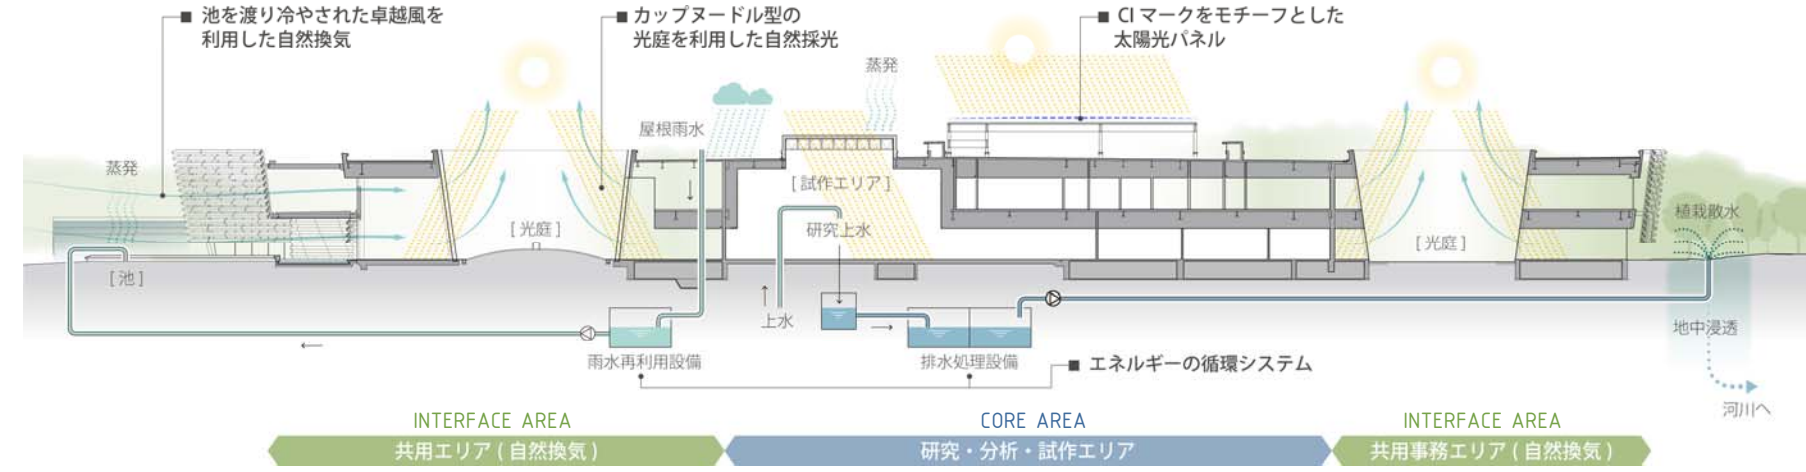 ■ 池を渡り冷やされた卓越風を
利用した自然換気
■ カップヌードル型の
光庭を利用した自然採光
■ CI マークをモチーフとした
太陽光パネル
蒸発
屋根雨水
蒸発
[試作エリア]
植栽散水
[光庭]
研究上水
[光庭]
[池]
上水
地中浸透
雨水再利用設備
排水処理設備
■ エネルギーの循環システム
河川へ
INTERFACE AREA
CORE AREA
INTERFACE AREA
共用エリア(自然換気)
研究・分析・試作エリア
共用事務エリア(自然換気)